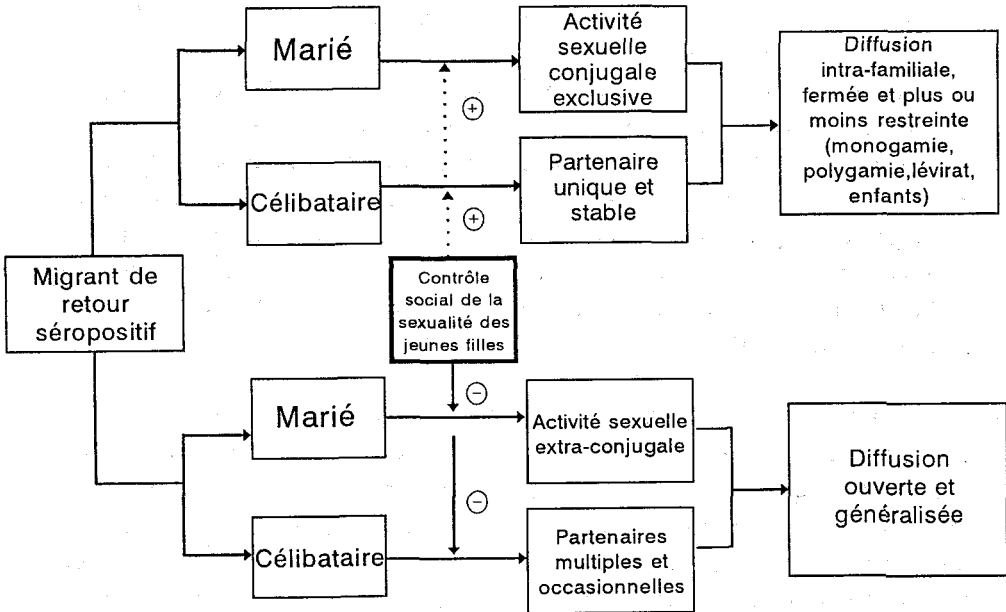 Marié
Activité
sexuelle
conjugale
exclusive
Diffusion
intra-familiale,
fermée et plus ou
moins restreinte
(monogamie,
polygamie,lévirat,
enfants)
+
Célibataire
Partenaire
unique et
stable
+
Migrant de
retour
séropositif
Contrôle
social de la
sexualité des
jeunes filles
−
Marié
Activité sexuelle
extra-conjugale
Diffusion
ouverte et
généralisée
−
Célibataire
Partenaires
multiples et
occasionnelles